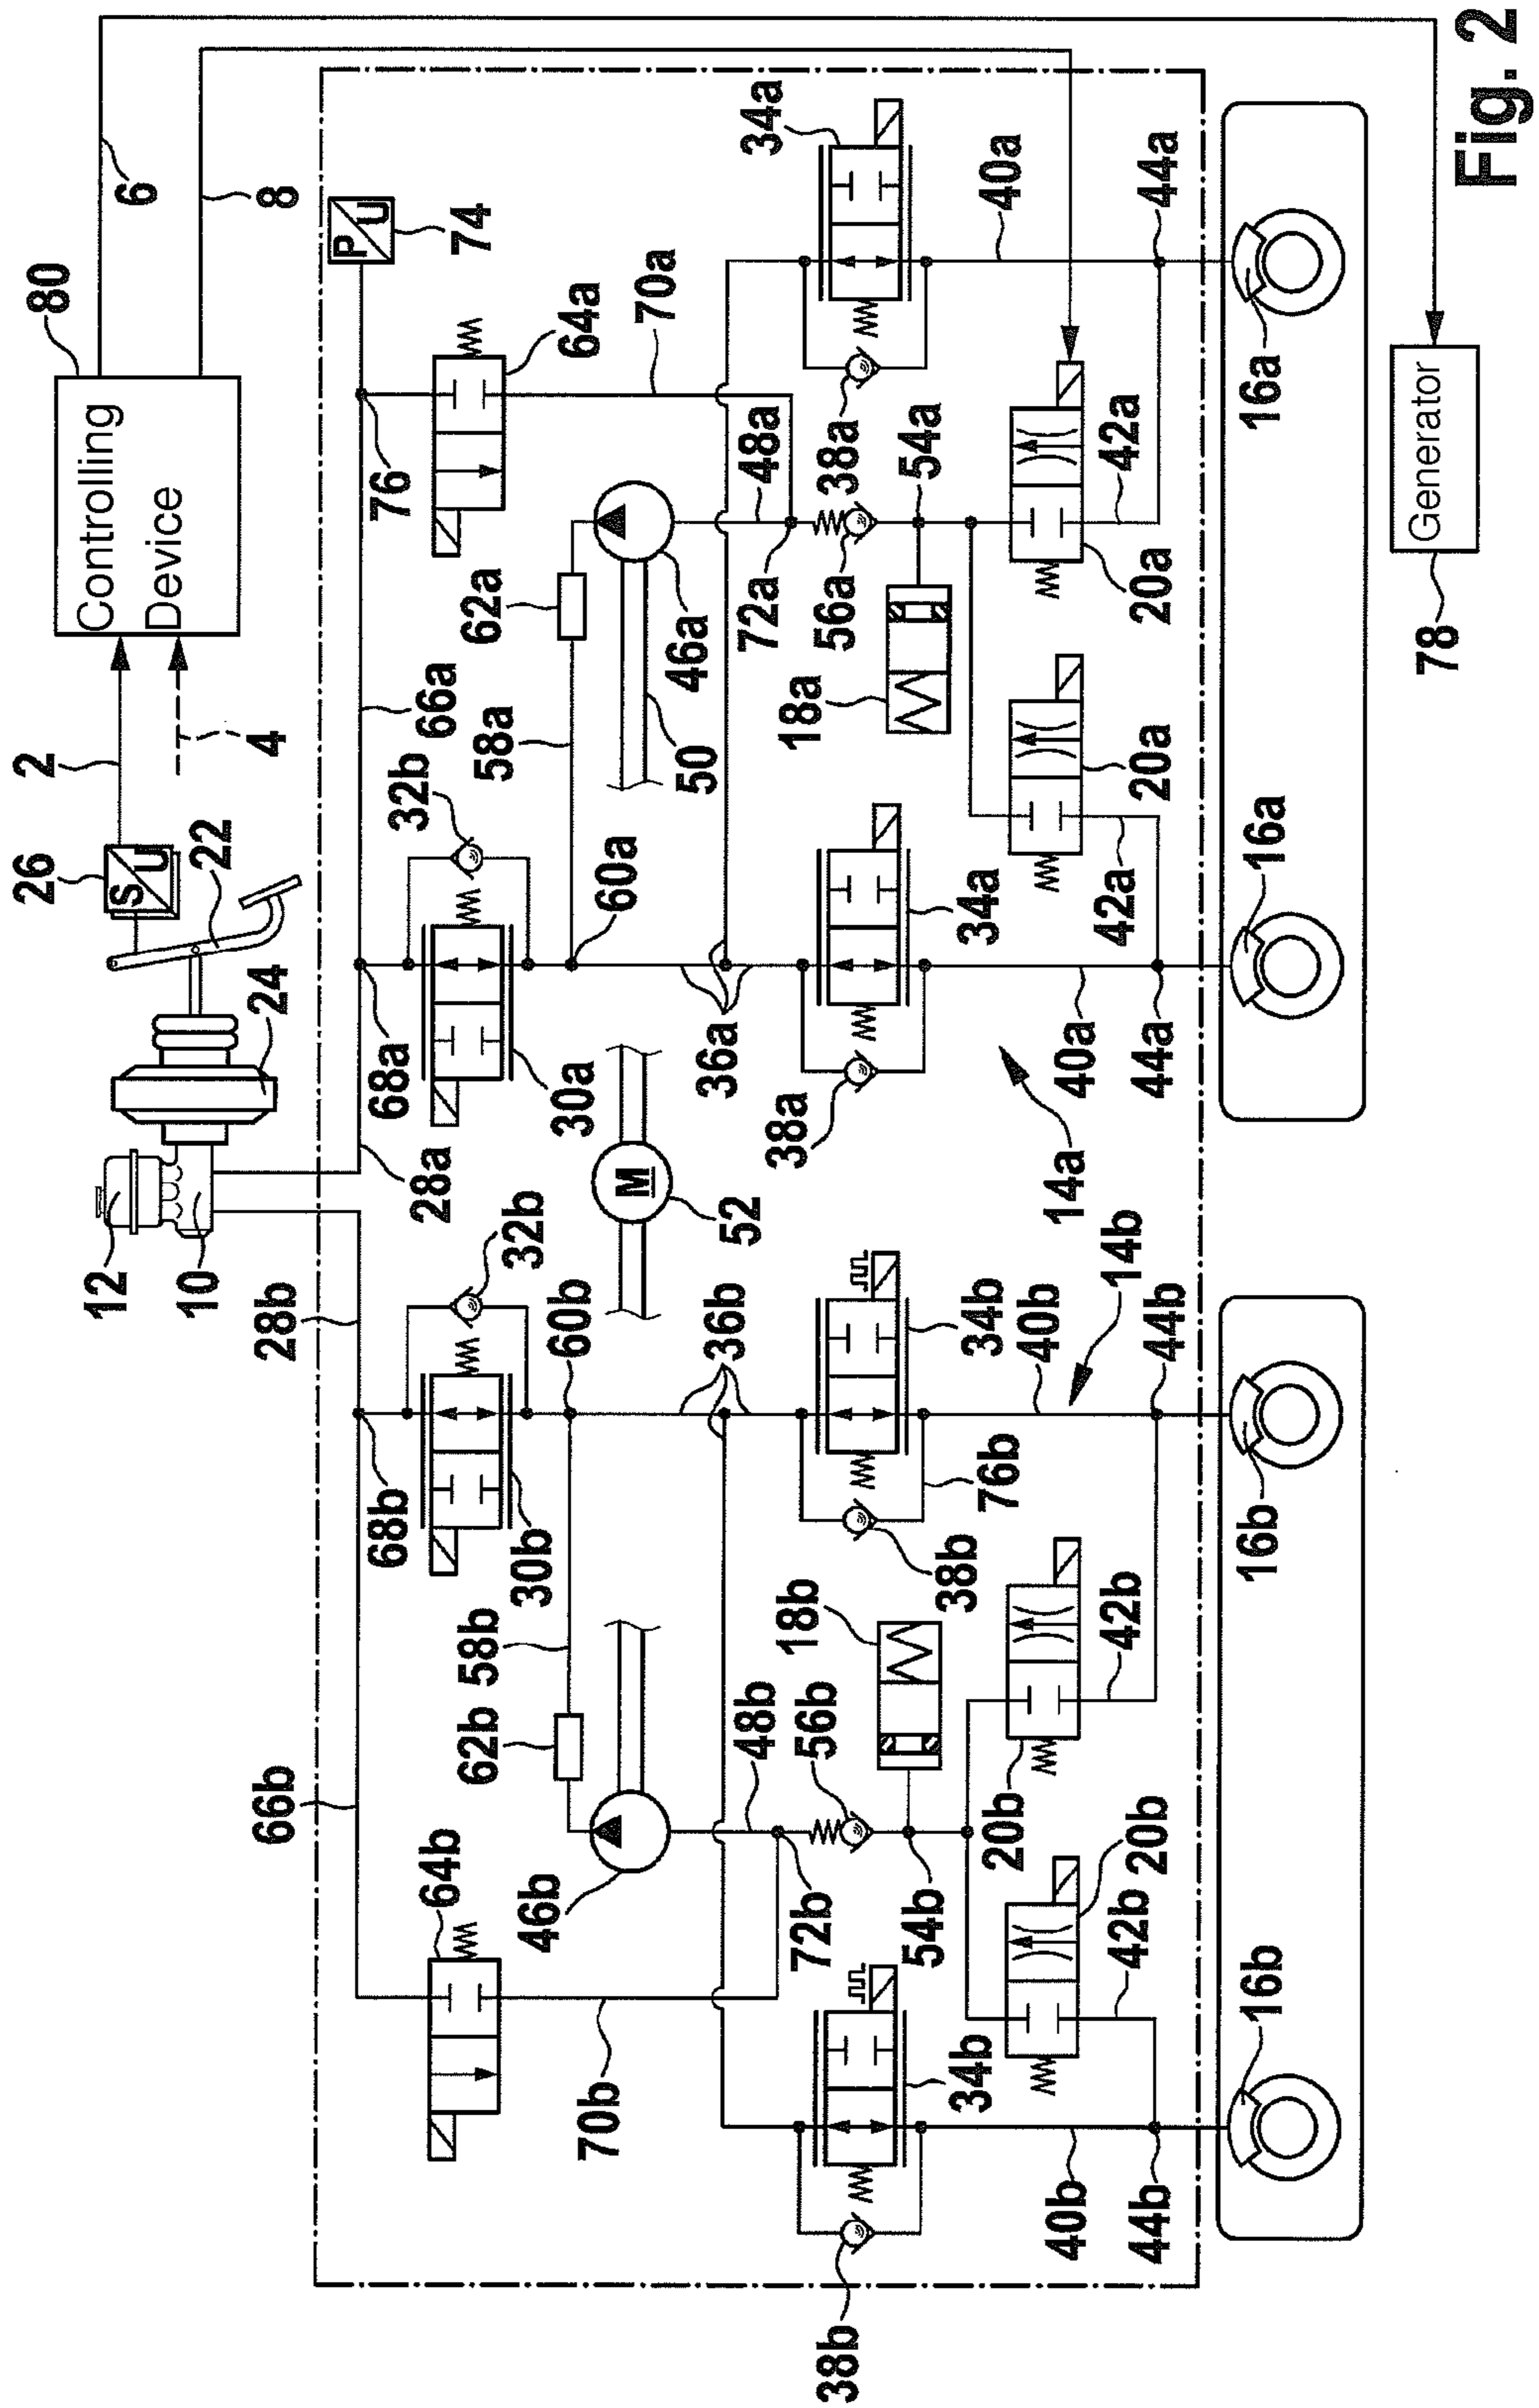 26
2
80
12
10
22
Controlling
Device
6
S
U
24
4
8
66b
28b
P
U
74
68b
68a
28a
66a
76
64b
32b
62b
58b
30b
32b
62a
58a
30a
64a
46b
60b
M
60a
46a
70b
52
50
70a
36b
36a
72a
48b
48a
34a
72b
56b
18b
38a
18a
56a
38a
38b
38b
54b
34b
76b
34b
34a
54a
40a
20b
40b
14a
40b
40a
42a
42a
42b
20b
42b
14b
20a
20a
44b
44b
44a
44a
16b
16b
16a
16a
78
Generator
Fig. 2